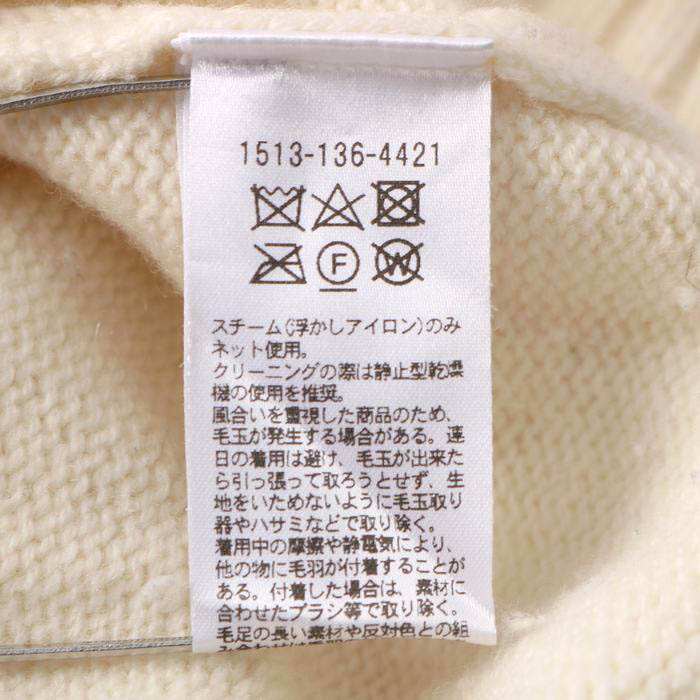 1513-136-4421
F
W
スチーム(浮かしアイロン)のみ
ネット使用。
クリーニングの際は静止型乾燥
機の使用を推奨。
風合いを重視した商品のため、
毛玉が発生する場合がある。連
日の着用は避け、毛玉が出来た
ら引っ張って取ろうとせず、生
地をいためないように毛玉取り
器やハサミなどで取り除く。
着用中の摩擦や静電気により、
他の物に毛羽が付着することが
ある。付着した場合は、素材に
合わせたブラシ等で取り除く。
毛足の長い素材や反対色との組
み合わせは